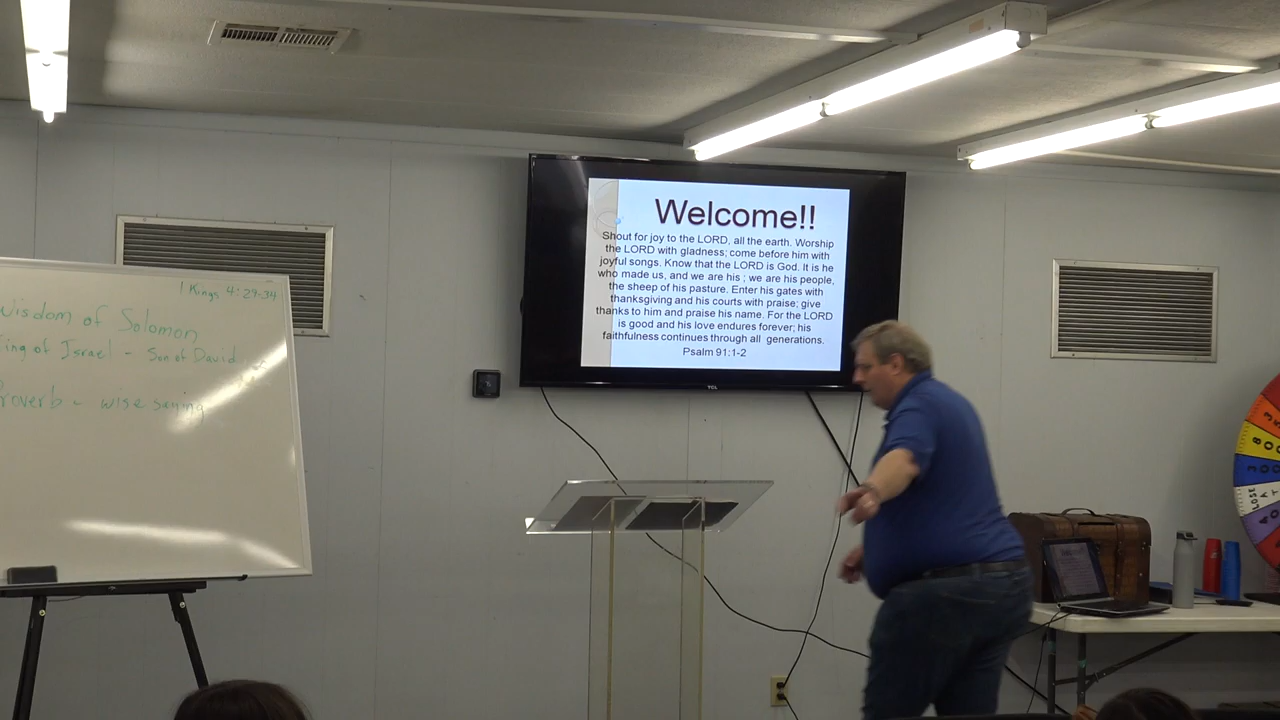 1 Kings 4:29-34
Wisdom of Solomon
King of Israel - Son of David
Proverb - wise saying
Welcome!!
Shout for joy to the LORD, all the earth. Worship
the LORD with gladness; come before him with
joyful songs. Know that the LORD is God. It is he
who made us, and we are his ; we are his people,
the sheep of his pasture. Enter his gates with
thanksgiving and his courts with praise; give
thanks to him and praise his name. For the LORD
is good and his love endures forever; his
faithfulness continues through all generations.
Psalm 91:1-2
TCL
LOSE
A